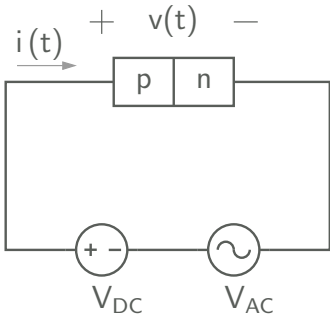 + v(t) −
i(t)
p n
+ −
V_DC V_AC